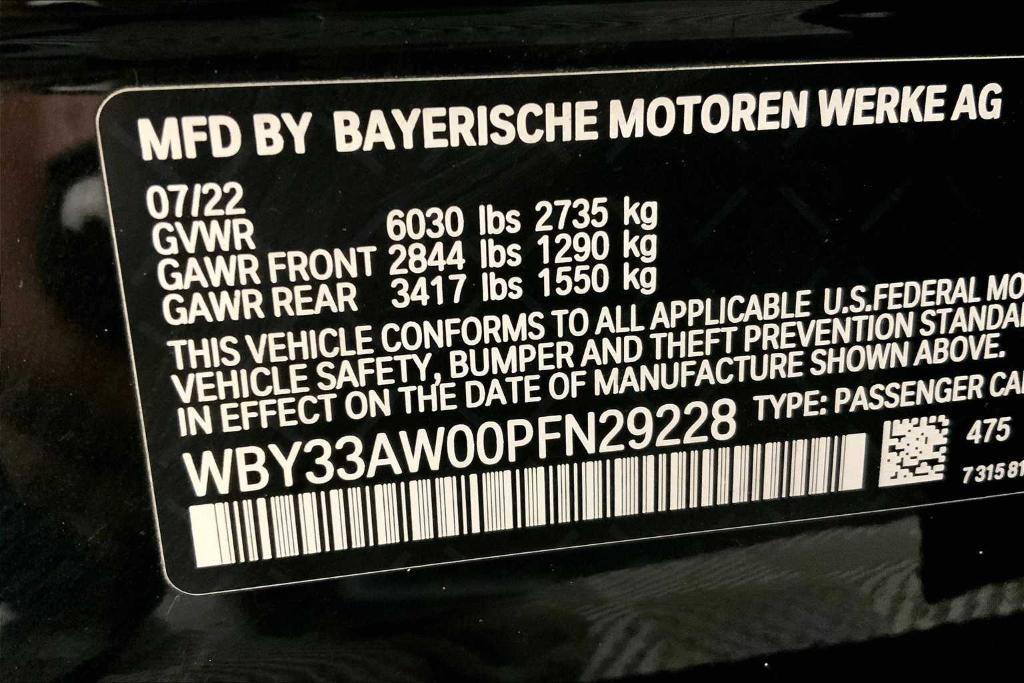 MFD BY BAYERISCHE MOTOREN WERKE AG
07/22
GVWR 6030 lbs 2735 kg
GAWR FRONT 2844 lbs 1290 kg
GAWR REAR 3417 lbs 1550 kg
THIS VEHICLE CONFORMS TO ALL APPLICABLE U.S.FEDERAL MO
VEHICLE SAFETY, BUMPER AND THEFT PREVENTION STANDA
IN EFFECT ON THE DATE OF MANUFACTURE SHOWN ABOVE.
WBY33AW00PFN29228 TYPE: PASSENGER CA
475
731581